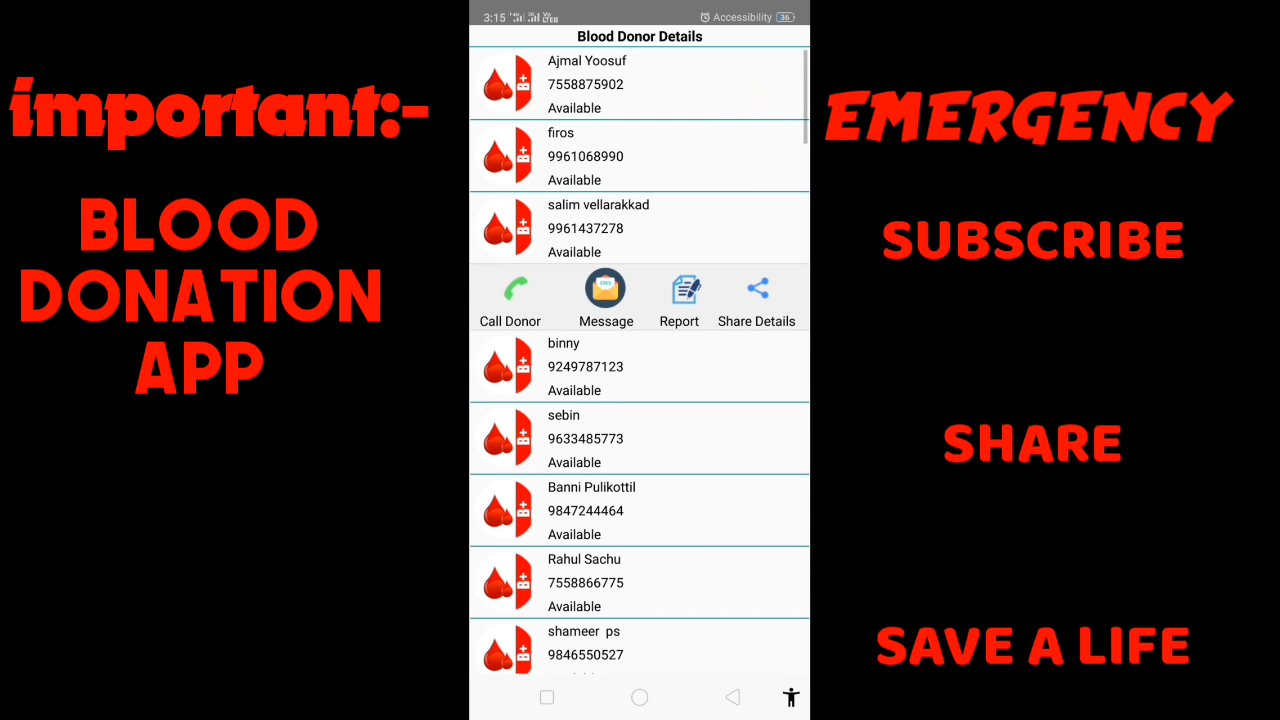 important:-
BLOOD
DONATION
APP
3:15
Accessibility 36
Blood Donor Details
Ajmal Yoosuf
7558875902
Available
firos
9961068990
Available
salim vellarakkad
9961437278
Available
Call Donor Message Report Share Details
binny
9249787123
Available
sebin
9633485773
Available
Banni Pulikottil
9847244464
Available
Rahul Sachu
7558866775
Available
shameer ps
9846550527
EMERGENCY
SUBSCRIBE
SHARE
SAVE A LIFE